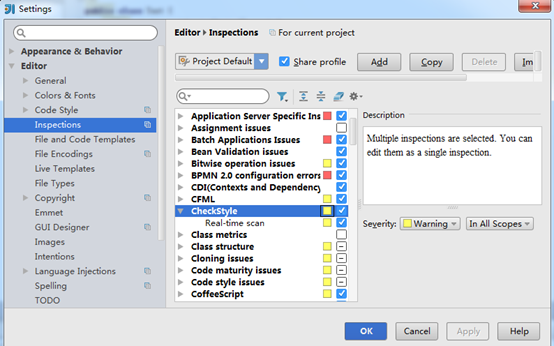 Settings
Appearance & Behavior
Editor
General
Colors & Fonts
Code Style
Inspections
File and Code Templates
File Encodings
Live Templates
File Types
Copyright
Emmet
GUI Designer
Images
Intentions
Language Injections
Spelling
TODO
Editor › Inspections
For current project
Project Default
Share profile
Add
Copy
Delete
Im
Application Server Specific Ins
Assignment issues
Batch Applications Issues
Bean Validation issues
Bitwise operation issues
BPMN 2.0 configuration errors
CDI(Contexts and Dependency
CFML
CheckStyle
Real-time scan
Class metrics
Class structure
Cloning issues
Code maturity issues
Code style issues
CoffeeScript
Description
Multiple inspections are selected. You can
edit them as a single inspection.
Severity:
Warning
In All Scopes
OK
Cancel
Apply
Help